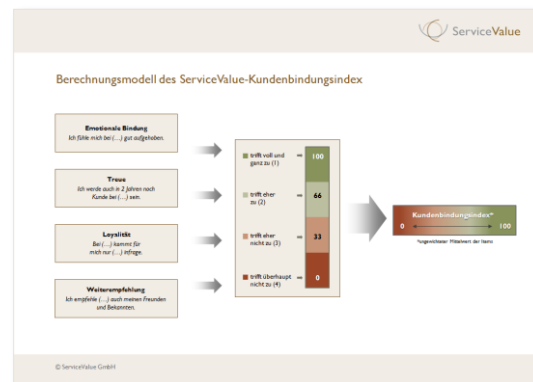 ServiceValue
Berechnungsmodell des ServiceValue-Kundenbindungsindex
Emotionale Bindung
Ich fühle mich bei (…) gut aufgehoben.
Treue
Ich werde auch in 2 Jahren noch
Kunde bei (…) sein.
Loyalität
Bei (…) kommt für
mich nur (…) infrage.
Weiterempfehlung
Ich empfehle (…) auch meinen Freunden
und Bekannten.
trifft voll und
ganz zu (1)
=
100
trifft eher
zu (2)
=
66
trifft eher
nicht zu (3)
=
33
trifft überhaupt
nicht zu (4)
=
0
Kundenbindungsindex*
0
100
*ungewichteter Mittelwert der Items
© ServiceValue GmbH